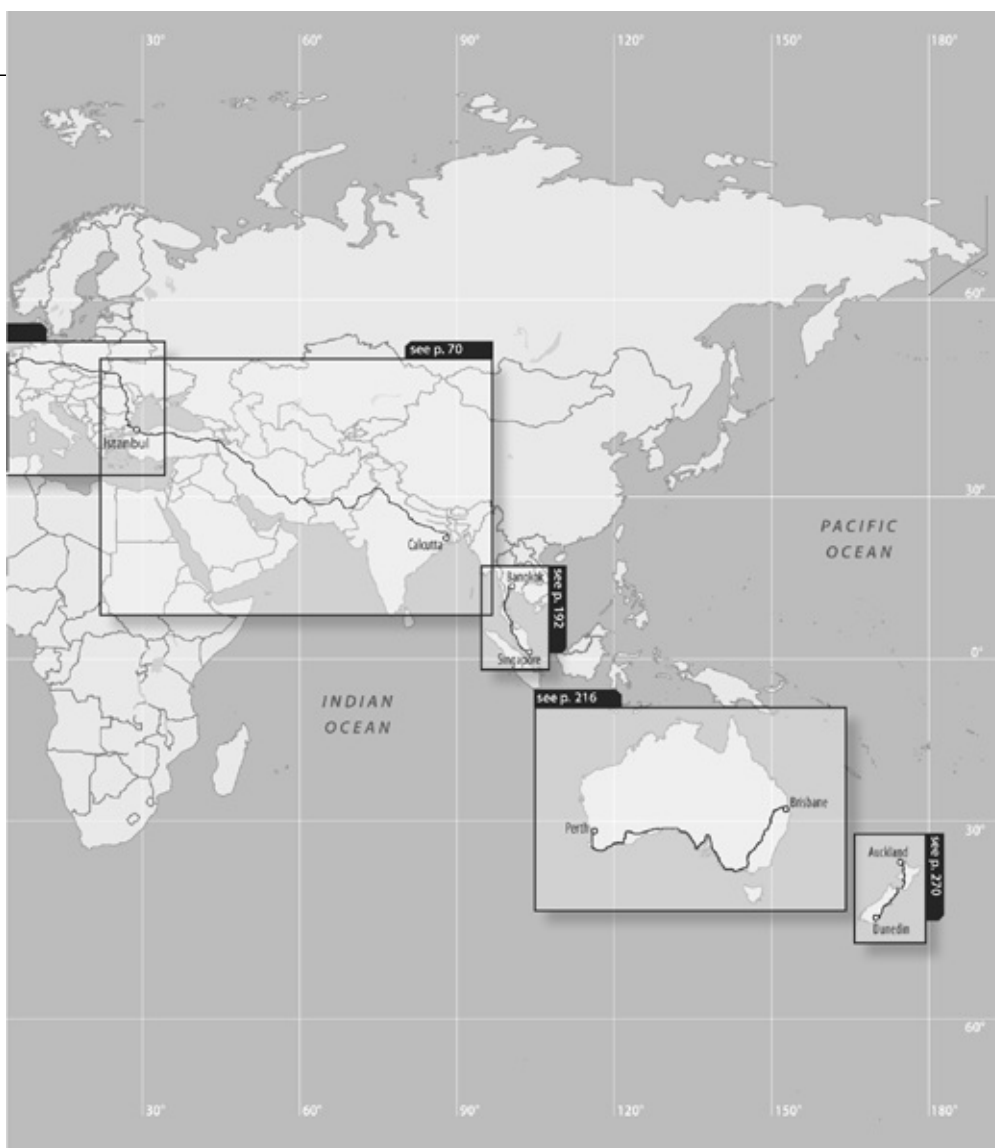 30°
60°
90°
120°
150°
180°
60°
see p. 70
Istanbul
30°
PACIFIC
OCEAN
Calcutta
Bangkok
see p. 192
Singapore
0°
see p. 216
INDIAN
OCEAN
Brisbane
Perth
30°
Auckland
see p. 270
Dunedin
60°
30°
60°
90°
120°
150°
180°